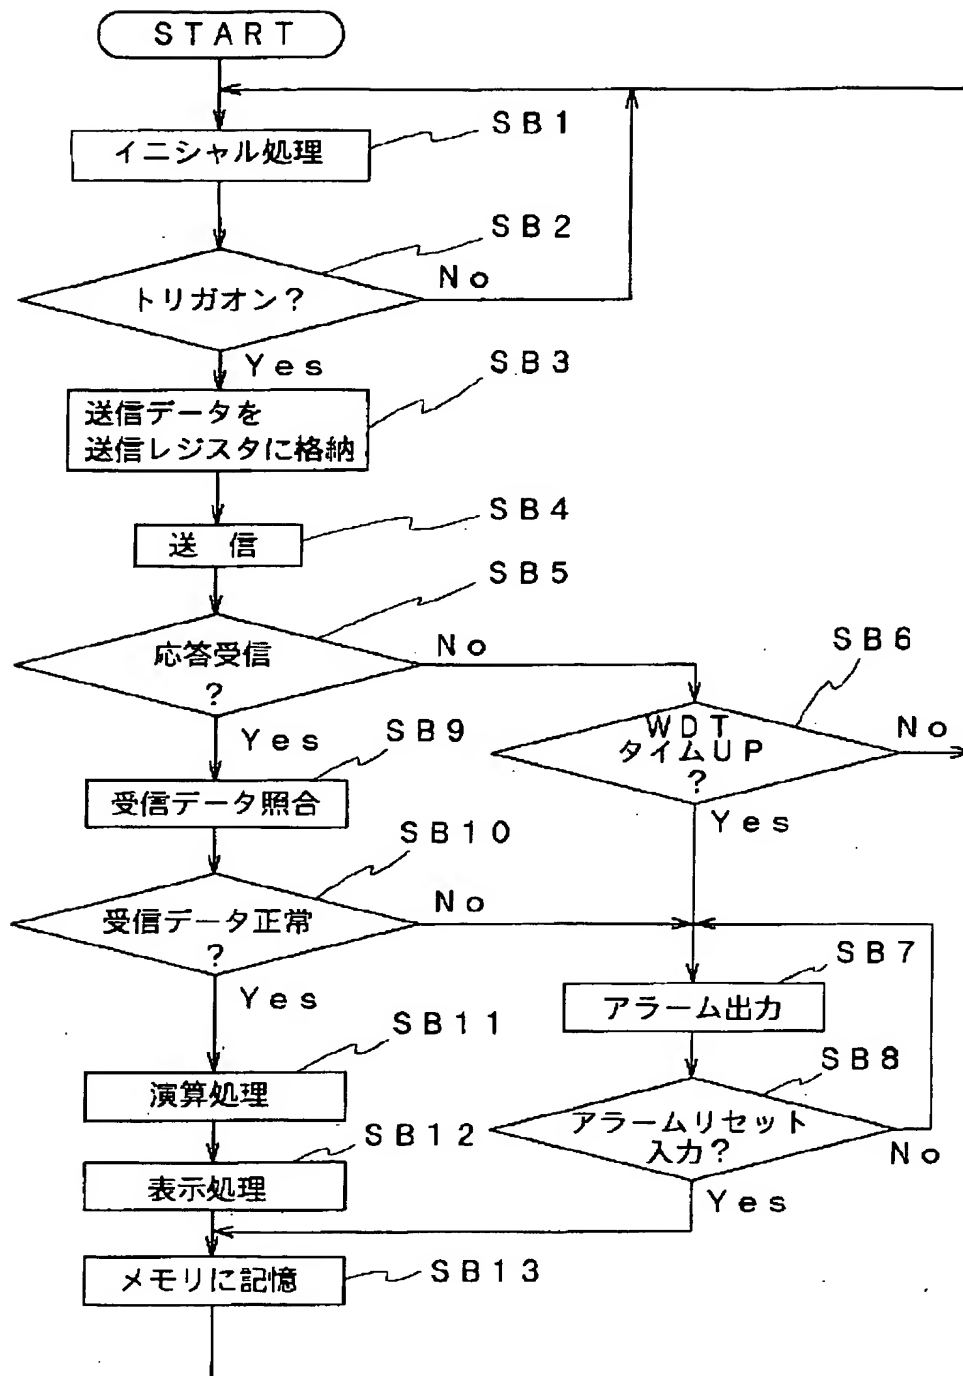 START
SB1
イニシャル処理
SB2
トリガオン?
No
Yes
SB3
送信データを
送信レジスタに格納
SB4
送 信
SB5
応答受信
?
No
Yes
SB6
WDT
タイムUP
?
No
Yes
SB9
受信データ照合
SB10
受信データ正常
?
No
Yes
SB7
アラーム出力
SB11
演算処理
SB8
アラームリセット
入力?
No
Yes
SB12
表示処理
SB13
メモリに記憶